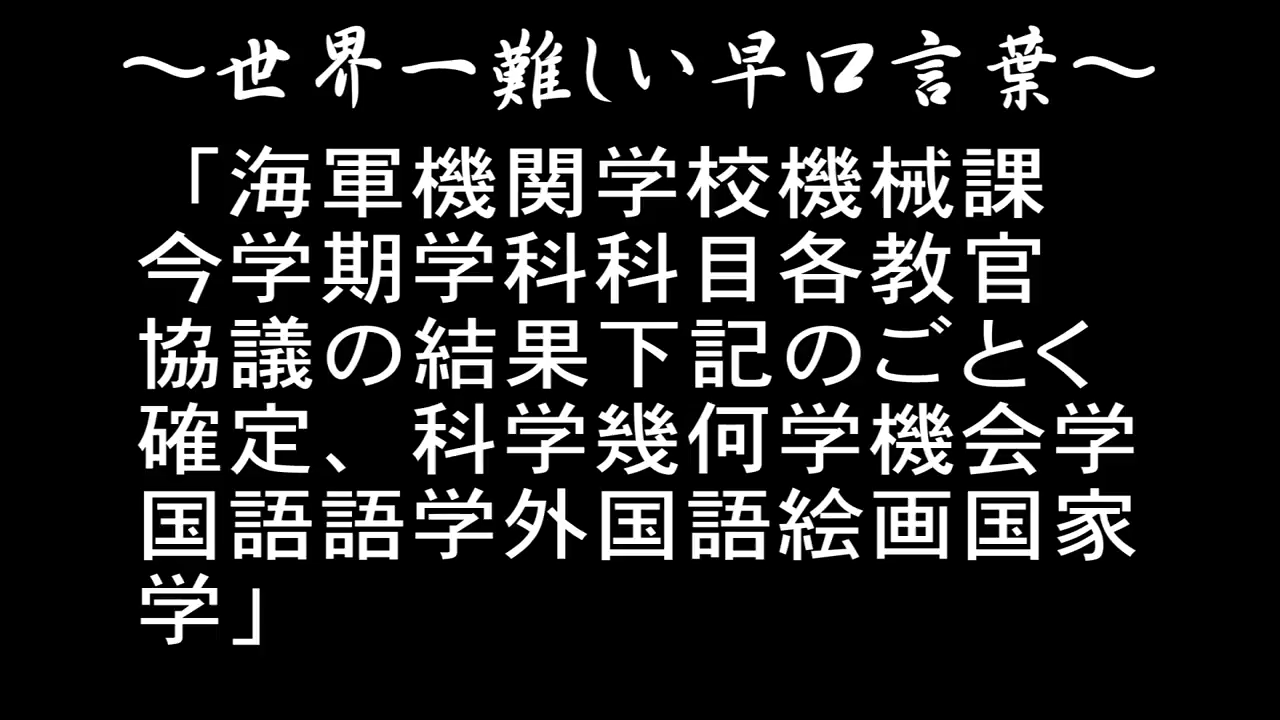 ～世界一難しい早口言葉～
「海軍機関学校機械課
今学期学科科目各教官
協議の結果下記のごとく
確定、科学幾何学機会学
国語語学外国語絵画国家
学」